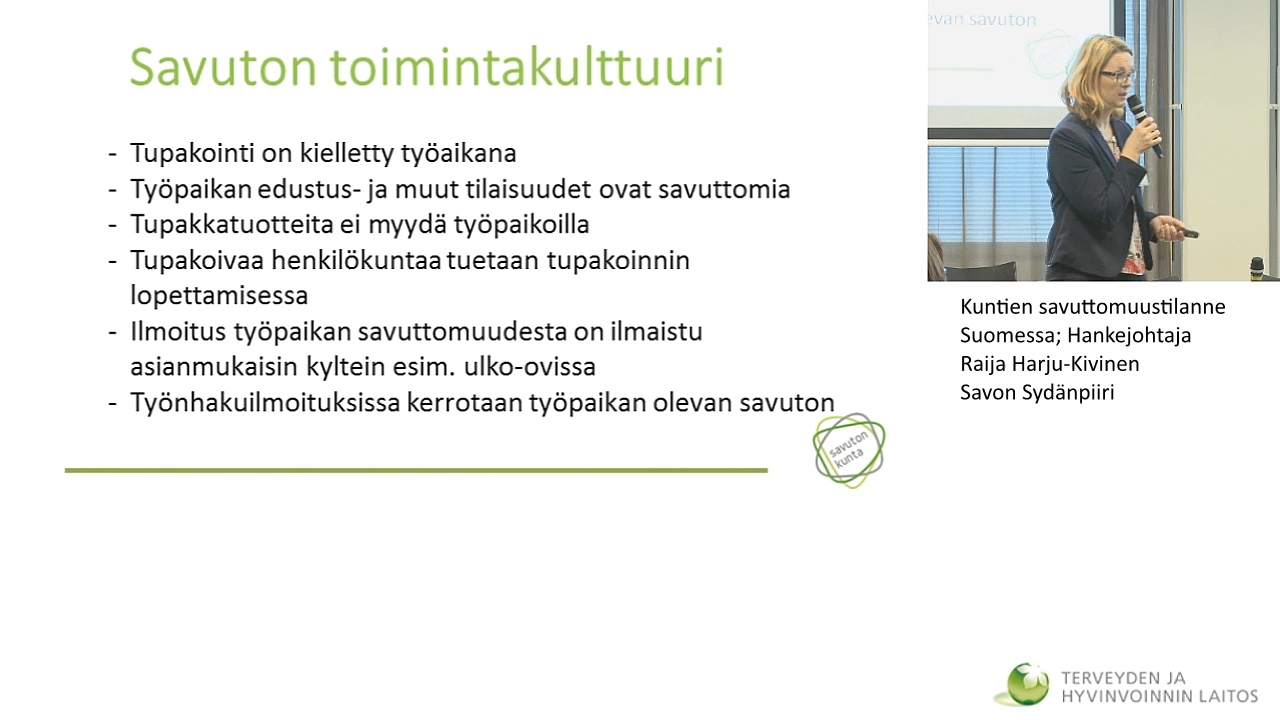 Savuton toimintakulttuuri
- Tupakointi on kielletty työaikana
- Työpaikan edustus- ja muut tilaisuudet ovat savuttomia
- Tupakkatuotteita ei myydä työpaikoilla
- Tupakoivaa henkilökuntaa tuetaan tupakoinnin
lopettamisessa
- Ilmoitus työpaikan savuttomuudesta on ilmaistu
asianmukaisin kyltein esim. ulko-ovissa
- Työnhakuilmoituksissa kerrotaan työpaikan olevan savuton
savuton
kunta
evan savuton
Kuntien savuttomuustilanne
Suomessa; Hankejohtaja
Raija Harju-Kivinen
Savon Sydänpiiri
TERVEYDEN JA
HYVINVOINNIN LAITOS